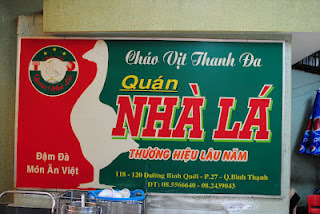 Cháo Vịt Thanh Đa
Quán
NHÀ LÁ
THƯƠNG HIỆU LÂU NĂM
118 - 120 Đường Bình Quới - P.27 - Q.Bình Thạnh
ĐT: 08.5566640 - 08.2439043
Đậm Đà
Món Ăn Việt